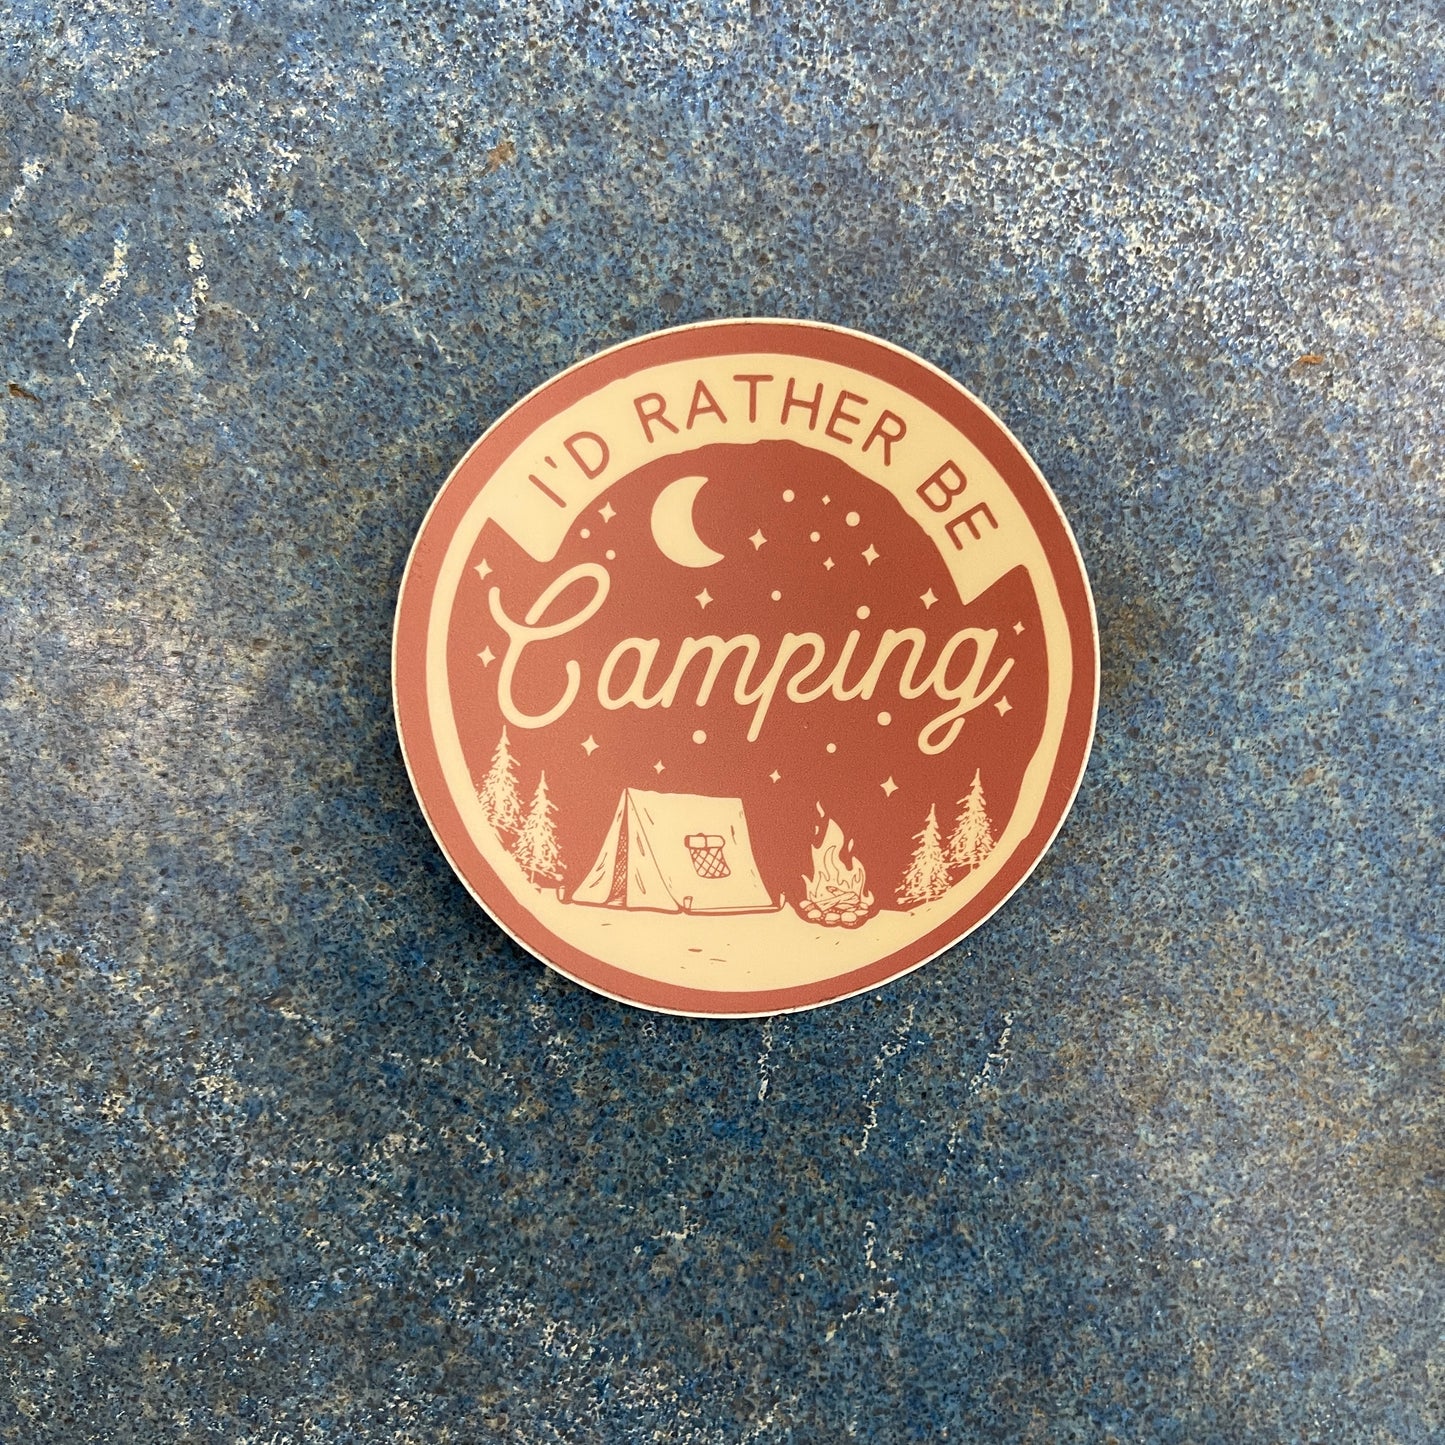 I'D RATHER BE
Camping